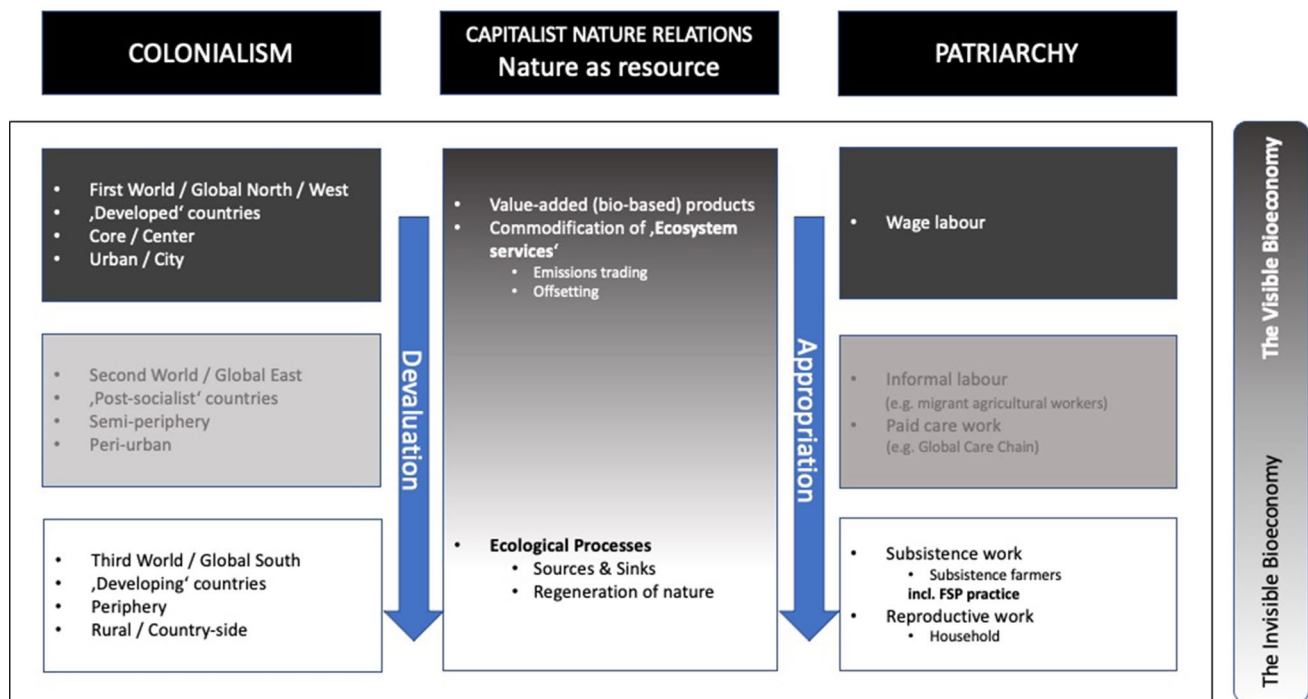 COLONIALISM
CAPITALIST NATURE RELATIONS
Nature as resource
PATRIARCHY
• First World / Global North / West
• ‚Developed‘ countries
• Core / Center
• Urban / City
• Second World / Global East
• ‚Post-socialist‘ countries
• Semi-periphery
• Peri-urban
• Third World / Global South
• ‚Developing‘ countries
• Periphery
• Rural / Country-side
Devaluation
• Value-added (bio-based) products
• Commodification of ‚Ecosystem
services‘
• Emissions trading
• Offsetting
• Ecological Processes
• Sources & Sinks
• Regeneration of nature
Appropriation
• Wage labour
• Informal labour
(e.g. migrant agricultural workers)
• Paid care work
(e.g. Global Care Chain)
• Subsistence work
• Subsistence farmers
incl. FSP practice
• Reproductive work
• Household
The Visible Bioeconomy
The Invisible Bioeconomy